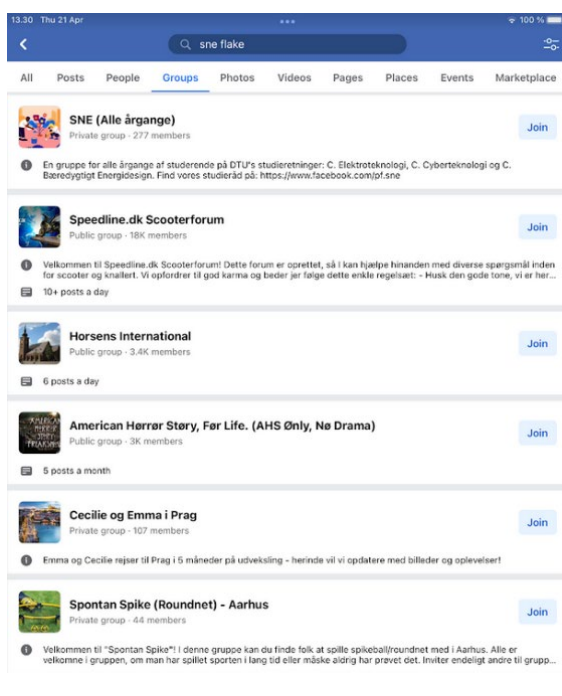 13.30 Thu 21 Apr
100 %
sne flake
All Posts People Groups Photos Videos Pages Places Events Marketplace
SNE (Alle årgange)
Private group · 277 members
Join
En gruppe for alle årgange af studerende på DTU's studieretninger: C. Elektroteknologi, C. Cyberteknologi og C.
Bæredygtigt Energidesign. Find vores studieråd på: https://www.facebook.com/pf.sne
Speedline.dk Scooterforum
Public group · 18K members
Join
Velkommen til Speedline.dk Scooterforum! Dette forum er oprettet, så I kan hjælpe hinanden med diverse spørgsmål inden
for scooter og knallert. Vi opfordrer til god karma og beder jer følge dette enkle regelsæt: - Husk den gode tone, vi er her...
10+ posts a day
Horsens International
Public group · 3.4K members
Join
6 posts a day
American Hørrør Støry, Før Life. (AHS Ønly, Nø Drama)
Public group · 3K members
Join
5 posts a month
Cecilie og Emma i Prag
Private group · 107 members
Join
Emma og Cecilie rejser til Prag i 5 måneder på udveksling - herinde vil vi opdatere med billeder og oplevelser!
Spontan Spike (Roundnet) - Aarhus
Private group · 44 members
Join
Velkommen til "Spontan Spike"! I denne gruppe kan du finde folk at spille spikeball/roundnet med i Aarhus. Alle er
velkomne i gruppen, om man har spillet sporten i lang tid eller måske aldrig har prøvet det. Inviter endeligt andre til grupp...